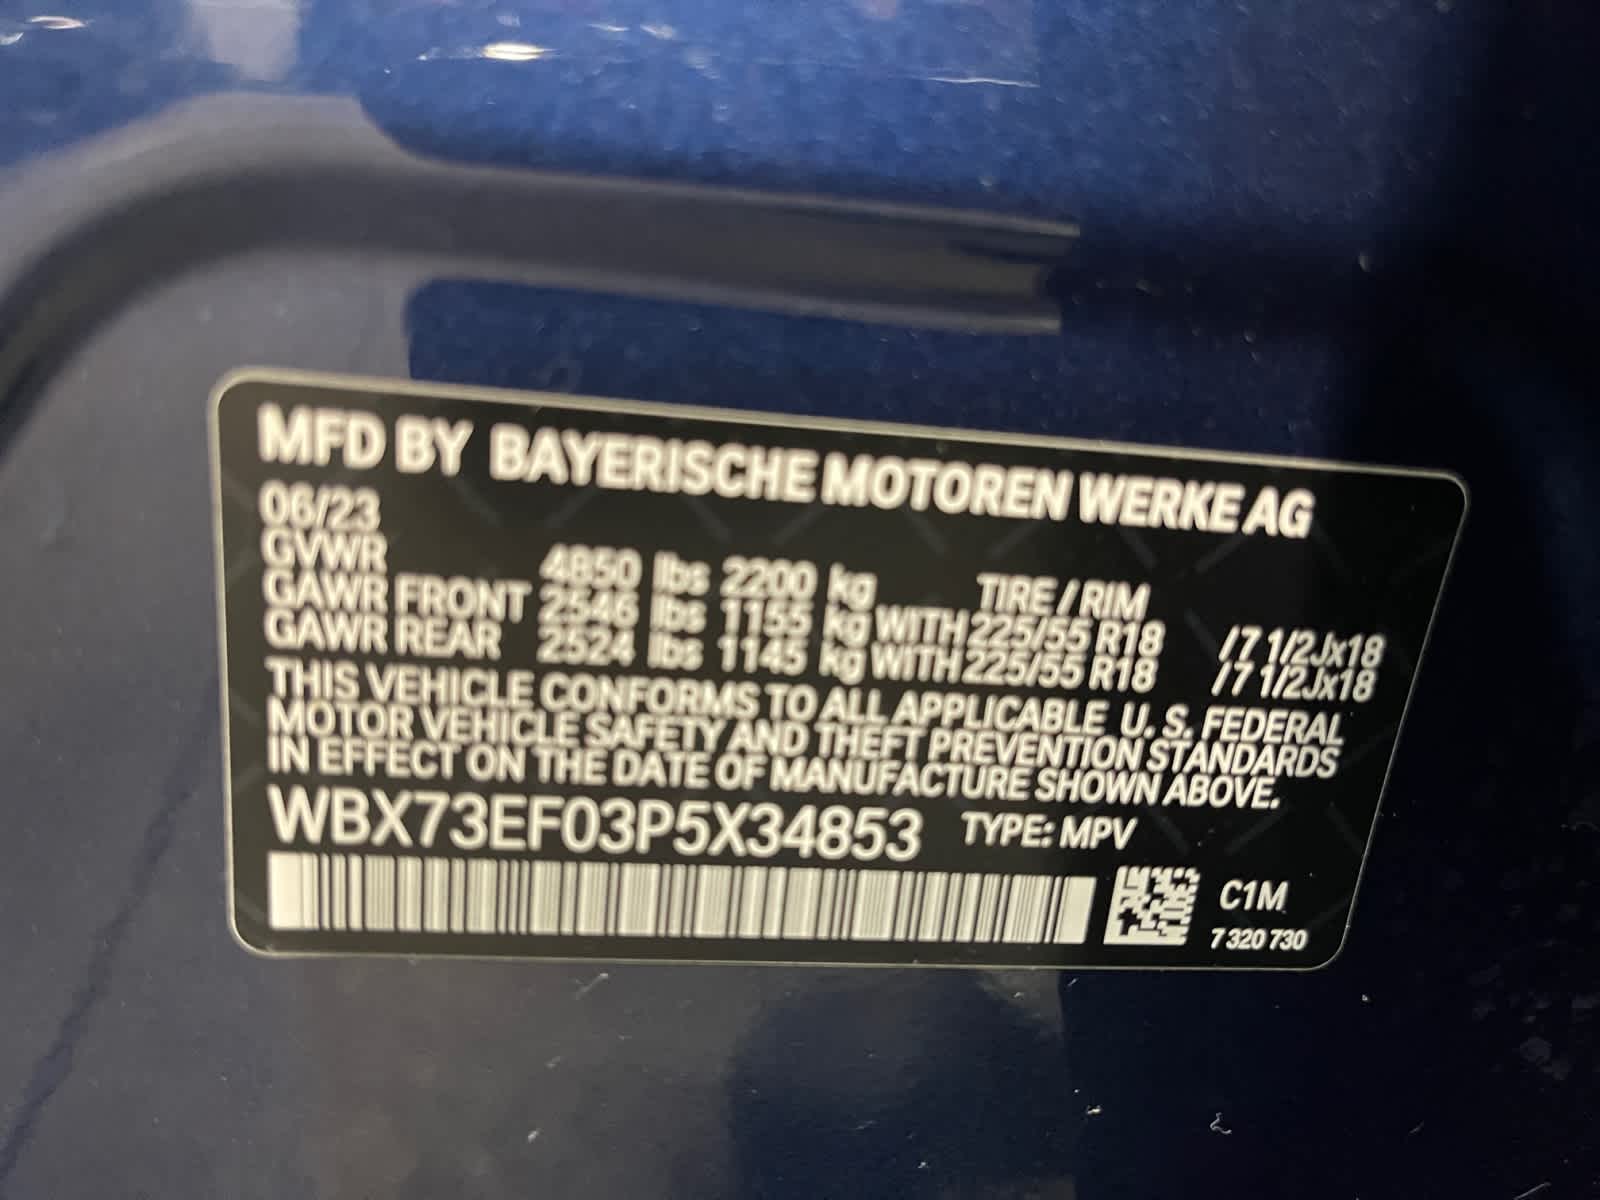 MFD BY BAYERISCHE MOTOREN WERKE AG
06/23
GVWR 4850 lbs 2200 kg TIRE / RIM
GAWR FRONT 2546 lbs 1155 kg WITH 225/55 R18 /7 1/2Jx18
GAWR REAR 2524 lbs 1145 kg WITH 225/55 R18 /7 1/2Jx18
THIS VEHICLE CONFORMS TO ALL APPLICABLE U. S. FEDERAL
MOTOR VEHICLE SAFETY AND THEFT PREVENTION STANDARDS
IN EFFECT ON THE DATE OF MANUFACTURE SHOWN ABOVE.
WBX73EF03P5X34853 TYPE: MPV
C1M
7 320 730